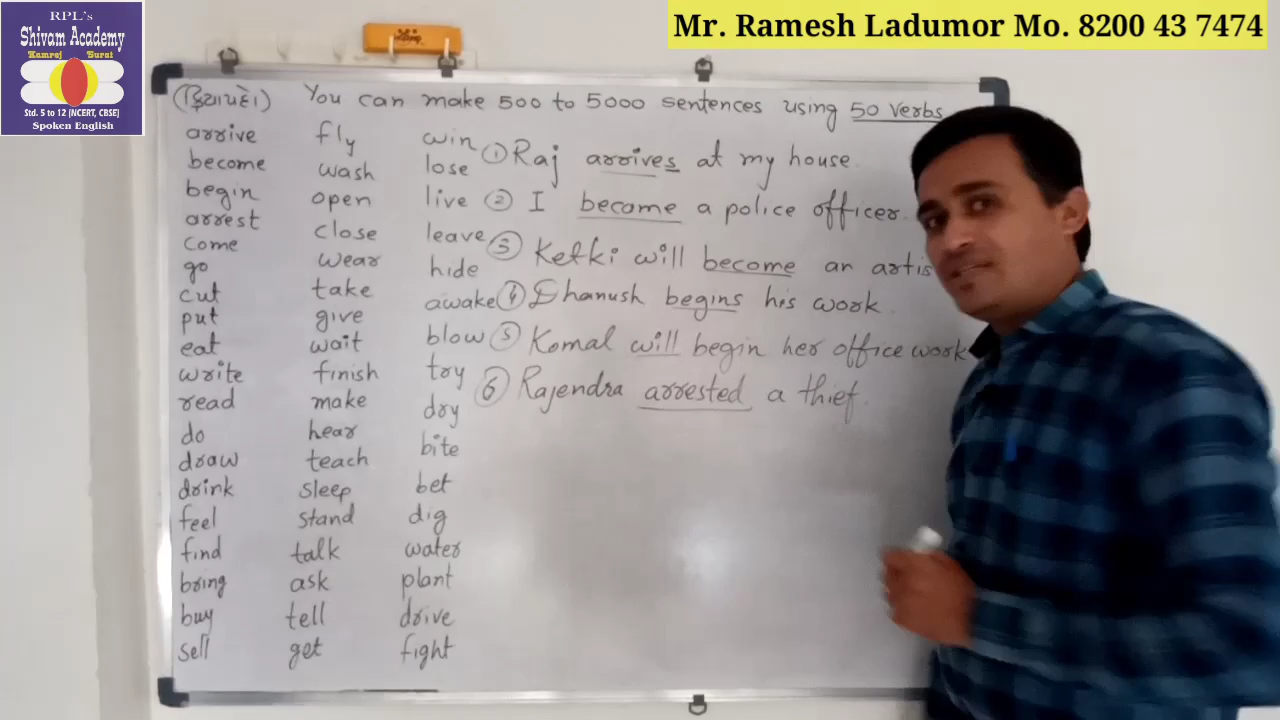 RPL's
Shivam Academy
Kamraj Surat
Std. 5 to 12 (NCERT, CBSE)
Spoken English
Mr. Ramesh Ladumor Mo. 8200 43 7474
(ક્રિયાપદો) You can make 500 to 5000 sentences using 50 verbs
arrive fly win
become wash lose
begin open live
arrest close leave
come wear hide
go take awake
cut give blow
put wait try
eat finish dry
write make bite
read hear bet
do teach dig
draw sleep water
drink stand plant
feel talk drive
find ask fight
bring tell
buy get
sell
① Raj arrives at my house.
② I become a police officer.
③ Ketki will become an artis
④ Dhanush begins his work.
⑤ Komal will begin her office work
⑥ Rajendra arrested a thief.